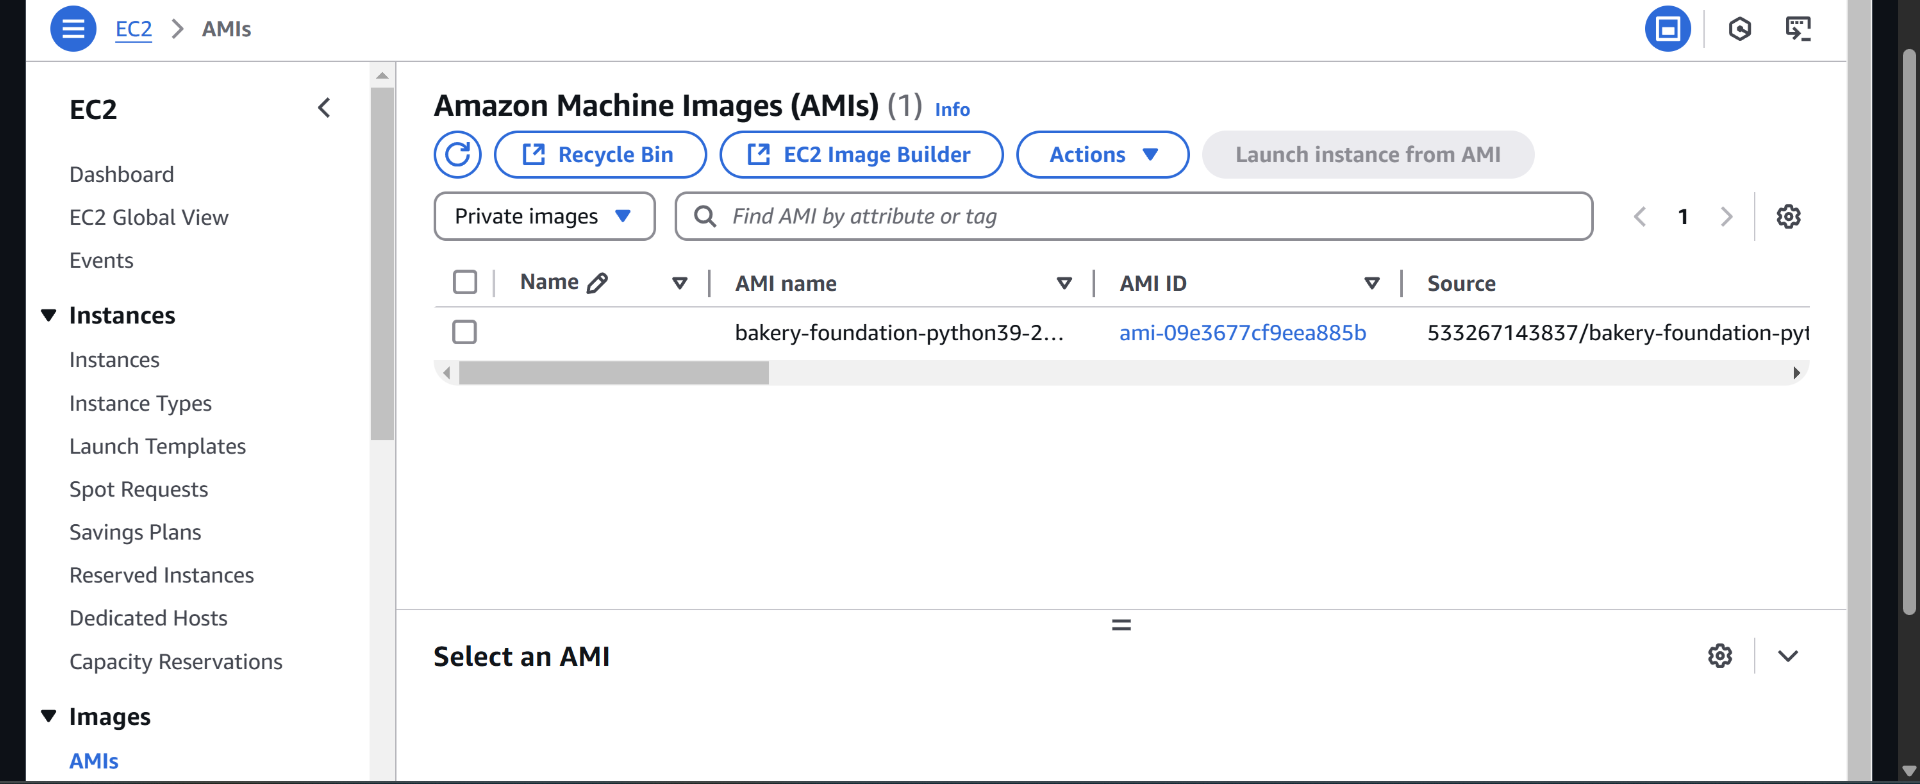 EC2 > AMIs
EC2
Dashboard
EC2 Global View
Events
Instances
Instances
Instance Types
Launch Templates
Spot Requests
Savings Plans
Reserved Instances
Dedicated Hosts
Capacity Reservations
Images
AMIs
Amazon Machine Images (AMIs) (1) Info
Recycle Bin EC2 Image Builder Actions Launch instance from AMI
Private images Find AMI by attribute or tag 1
Name AMI name AMI ID Source
bakery-foundation-python39-2... ami-09e3677cf9eea885b 533267143837/bakery-foundation-pyt
Select an AMI